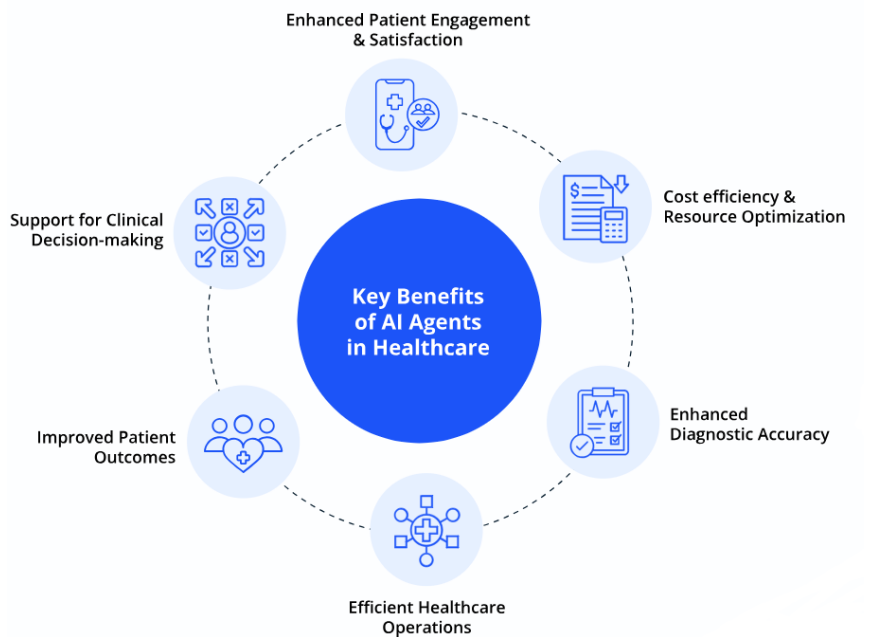 Enhanced Patient Engagement
& Satisfaction
$
Cost efficiency &
Resource Optimization
Support for Clinical
Decision-making
Key Benefits
of AI Agents
in Healthcare
Enhanced
Diagnostic Accuracy
Improved Patient
Outcomes
Efficient Healthcare
Operations